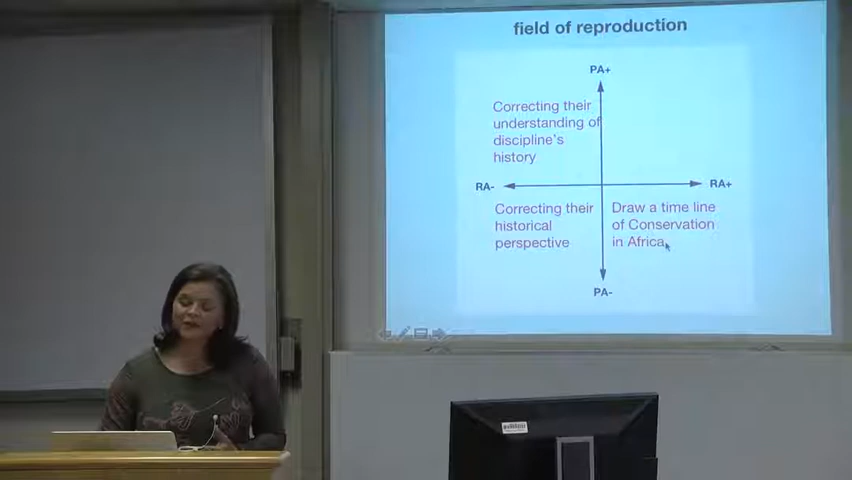 field of reproduction
PA+
Correcting their
understanding of
discipline's
history
RA-
RA+
Correcting their
historical
perspective
Draw a time line
of Conservation
in Africa
PA-